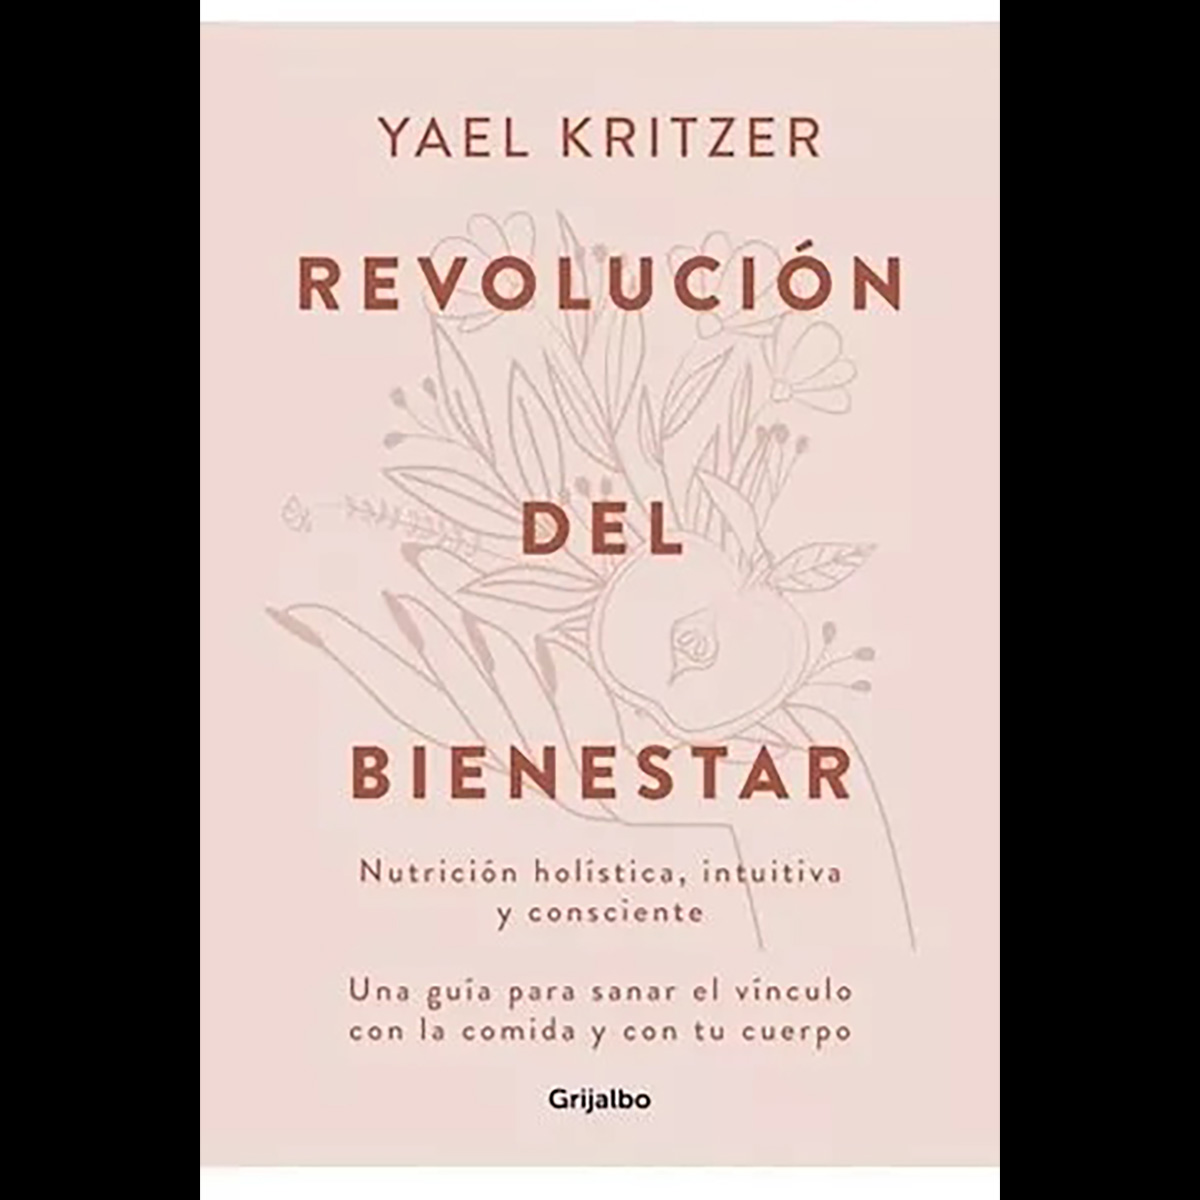 YAEL KRITZER
REVOLUCIÓN
DEL
BIENESTAR
Nutrición holística, intuitiva
y consciente
Una guía para sanar el vínculo
con la comida y con tu cuerpo
Grijalbo